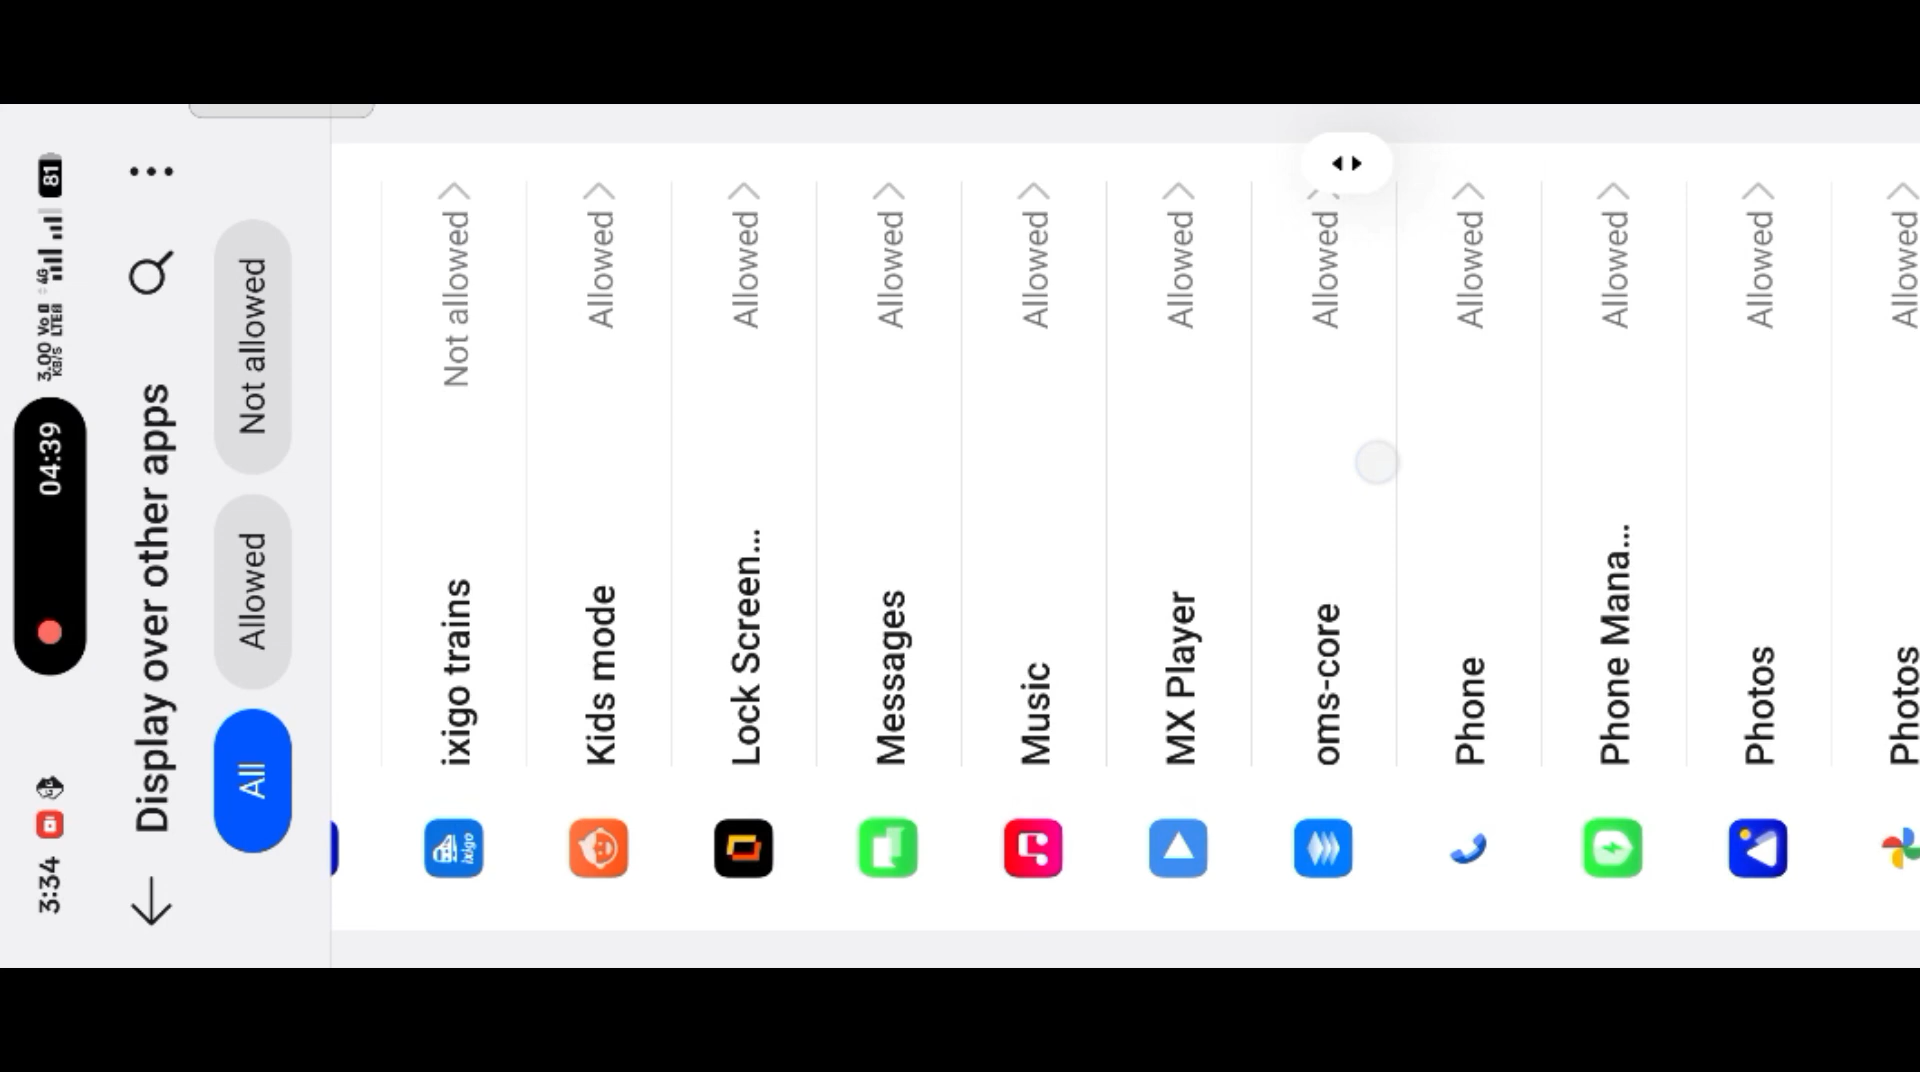 3:34
04:39
3.00 KB/S Vo LTE 4G 81
Display over other apps
All Allowed Not allowed
ixigo
ixigo trains Not allowed
Kids mode Allowed
Lock Screen... Allowed
Messages Allowed
Music Allowed
MX Player Allowed
oms-core Allowed
Phone Allowed
Phone Mana... Allowed
Photos Allowed
Photos Allowed